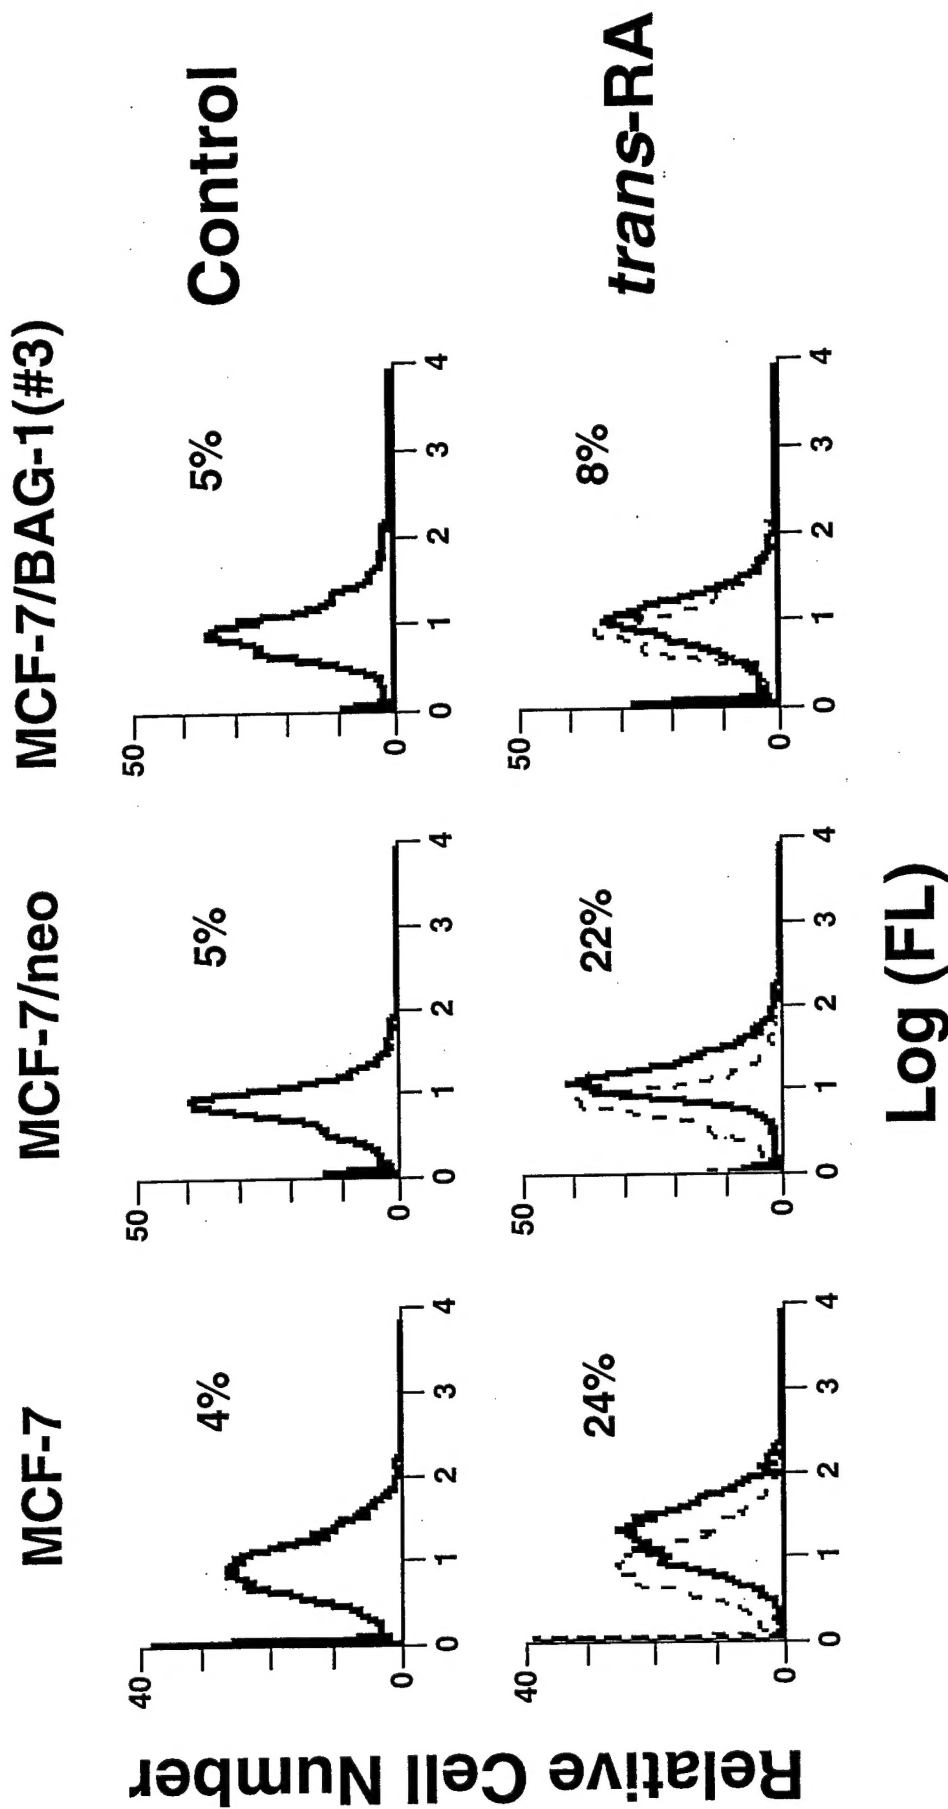 MCF-7
MCF-7/neo
MCF-7/BAG-1(#3)
Control
40
0
4%
0 1 2 3 4
50
0
5%
0 1 2 3 4
50
0
5%
0 1 2 3 4
trans-RA
40
0
24%
0 1 2 3 4
50
0
22%
0 1 2 3 4
50
0
8%
0 1 2 3 4
Relative Cell Number
Log (FL)